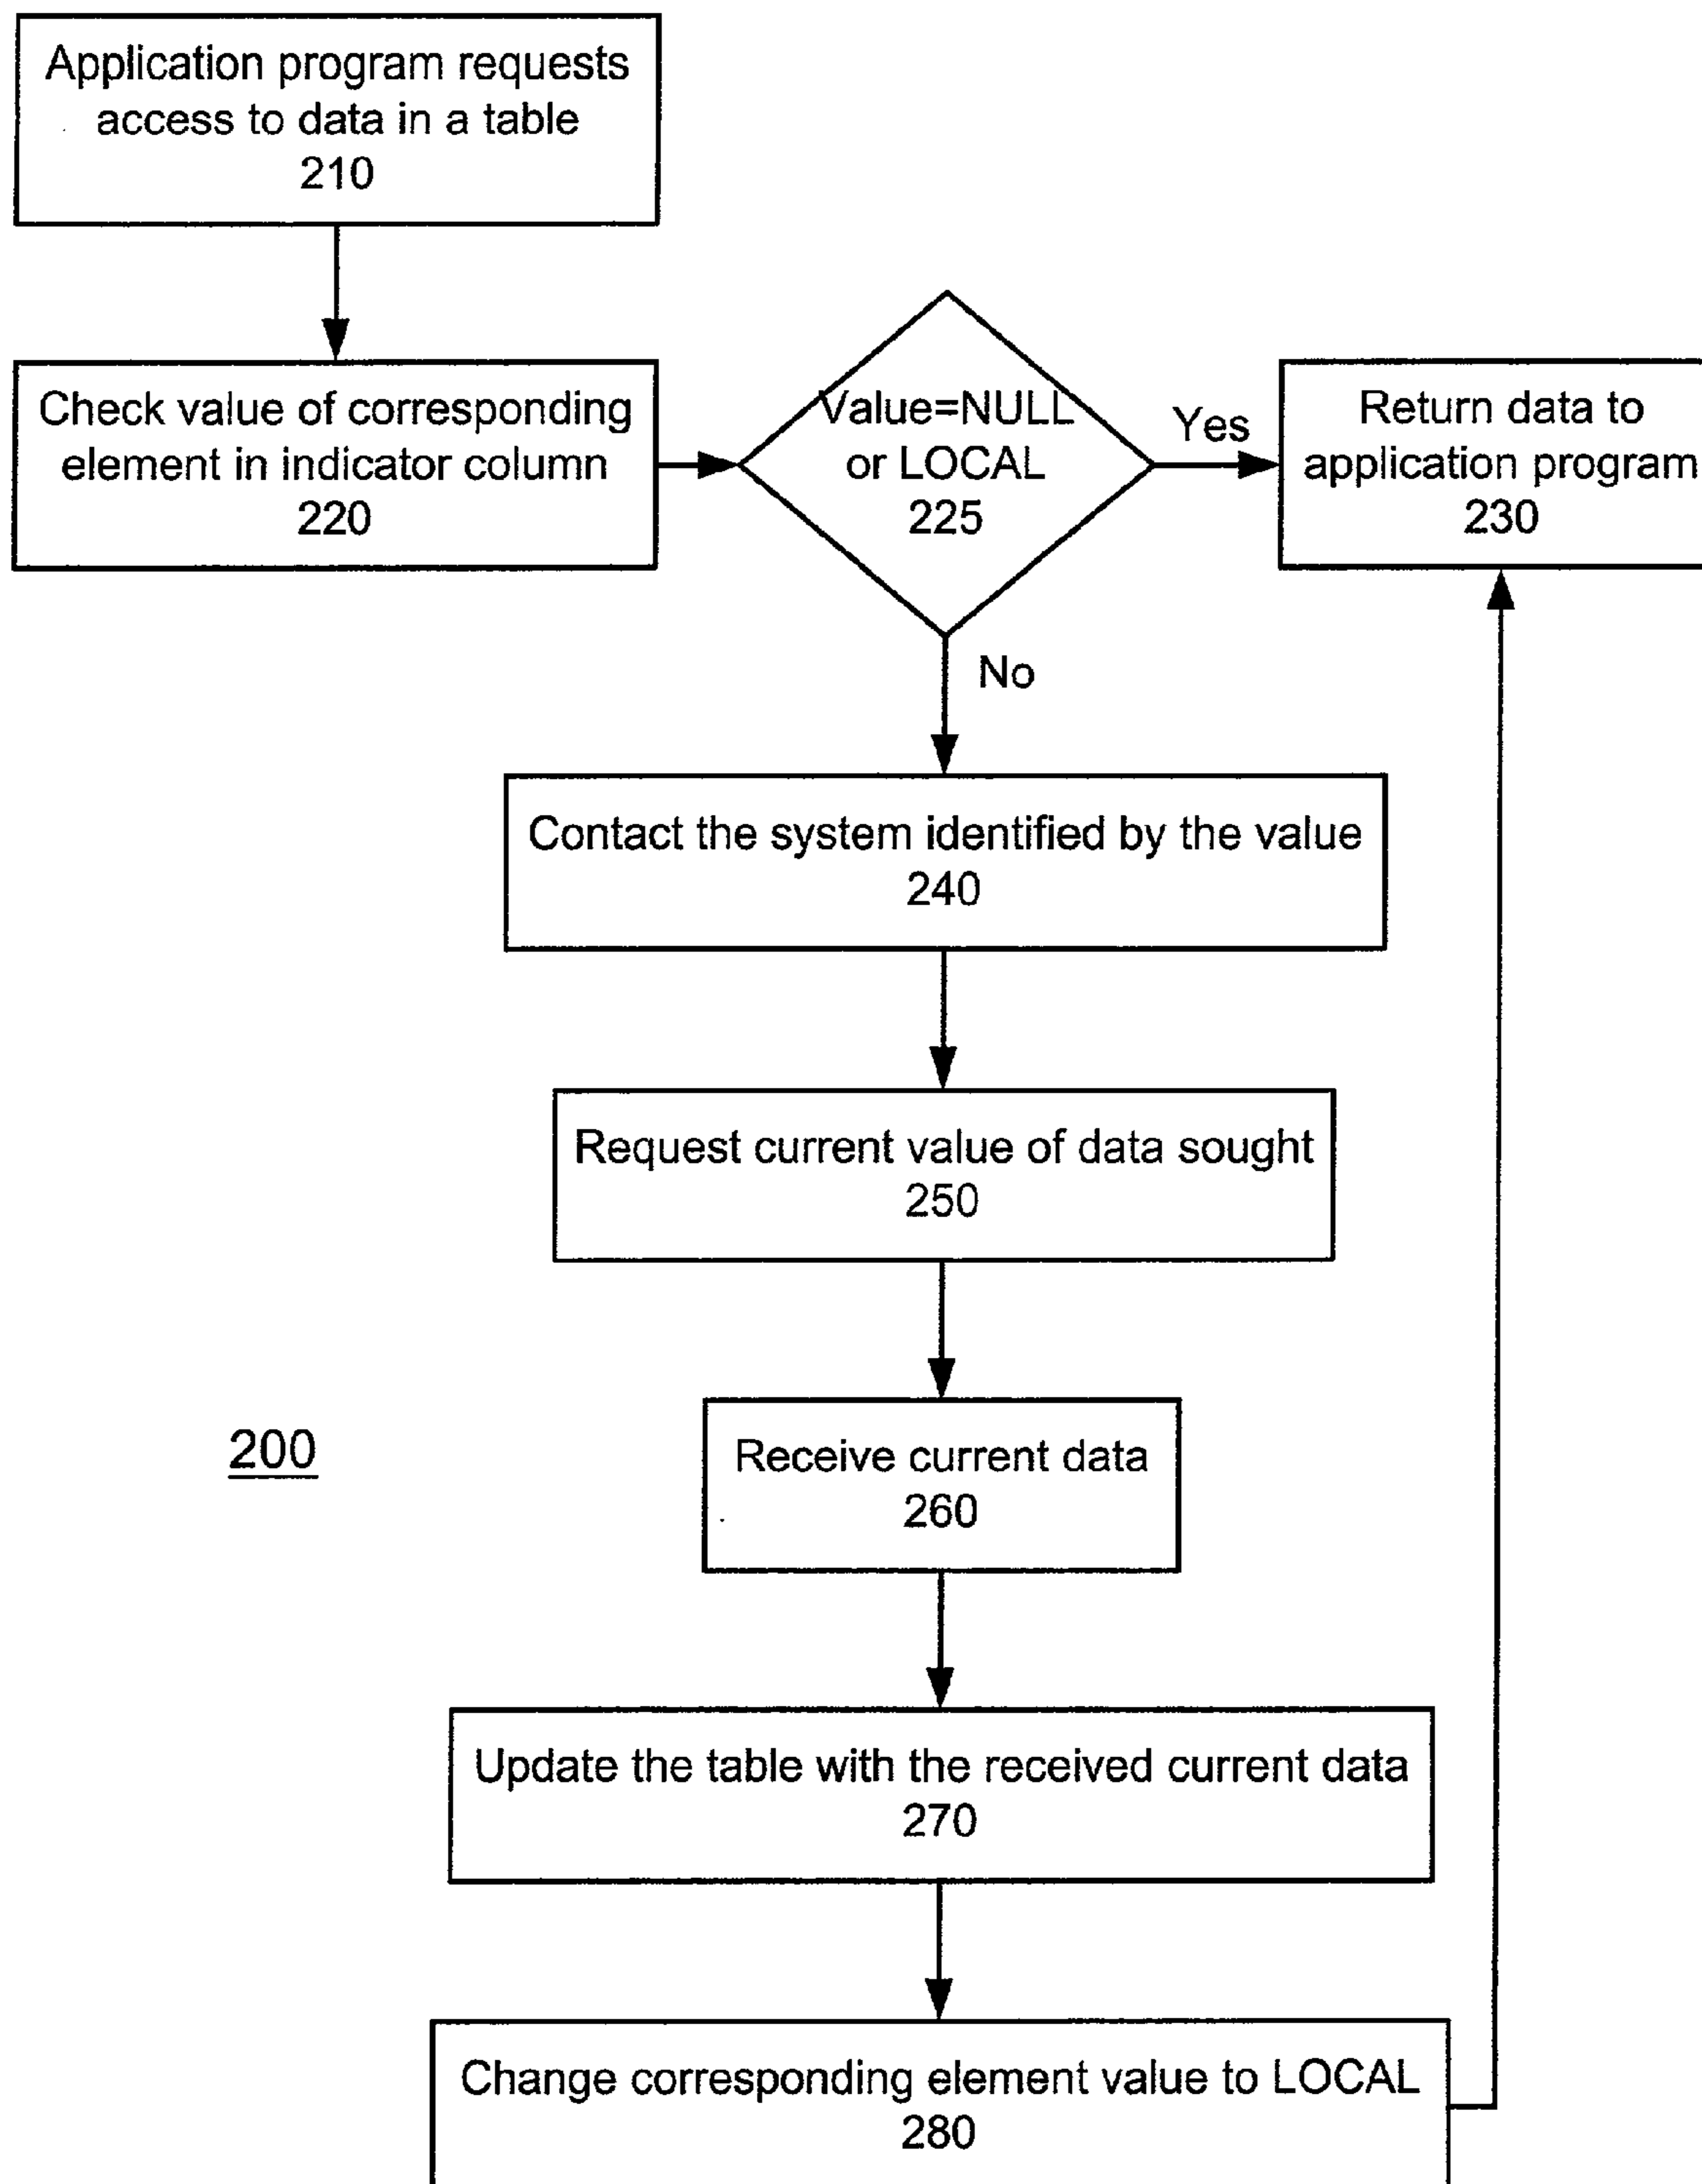 Application program requests
access to data in a table
210
Check value of corresponding
element in indicator column
220
Value=NULL
or LOCAL
225
Yes
Return data to
application program
230
No
Contact the system identified by the value
240
Request current value of data sought
250
Receive current data
260
200
Update the table with the received current data
270
Change corresponding element value to LOCAL
280